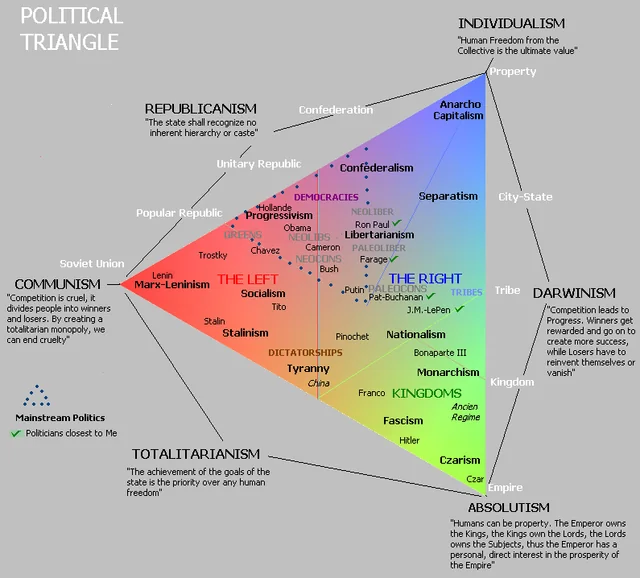 POLITICAL
TRIANGLE
INDIVIDUALISM
"Human Freedom from the
Collective is the ultimate value"
Property
REPUBLICANISM
"The state shall recognize no
inherent hierarchy or caste"
Confederation
Anarcho
Capitalism
Unitary Republic
Confederalism
DEMOCRACIES
Separatism
City-State
Popular Republic
Hollande
Progressivism
NEOLIBER
Ron Paul
Obama
GREENS
NEOLIBS
Libertarianism
Cameron
PALEOLIBER
Chavez
Trostky
NEOCONS
Farage
Soviet Union
Bush
Lenin
THE LEFT
THE RIGHT
COMMUNISM
Marx-Leninism
Putin
PALEOCONS
TRIBES
Tribe
DARWINISM
Socialism
Pat-Buchanan
"Competition is cruel, it
divides people into winners
and losers. By creating a
totalitarian monopoly, we
can end cruelty"
"Competition leads to
Progress. Winners get
rewarded and go on to
create more success,
while Losers have to
reinvent themselves or
vanish"
Tito
J.M.-LePen
Stalin
Stalinism
Pinochet
Nationalism
DICTATORSHIPS
Bonaparte III
Tyranny
Monarchism
China
Kingdom
Franco
KINGDOMS
Mainstream Politics
Politicians closest to Me
Ancien
Regime
Fascism
Hitler
TOTALITARIANISM
"The achievement of the goals of the
state is the priority over any human
freedom"
Czarism
Czar
Empire
ABSOLUTISM
"Humans can be property. The Emperor owns
the Kings, the Kings own the Lords, the Lords
owns the Subjects, thus the Emperor has a
personal, direct interest in the prosperity of
the Empire"